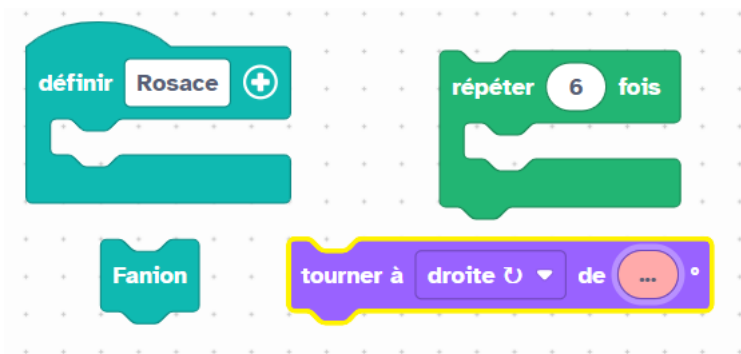 définir Rosace
répéter 6 fois
Fanion
tourner à droite ↻ de ... °